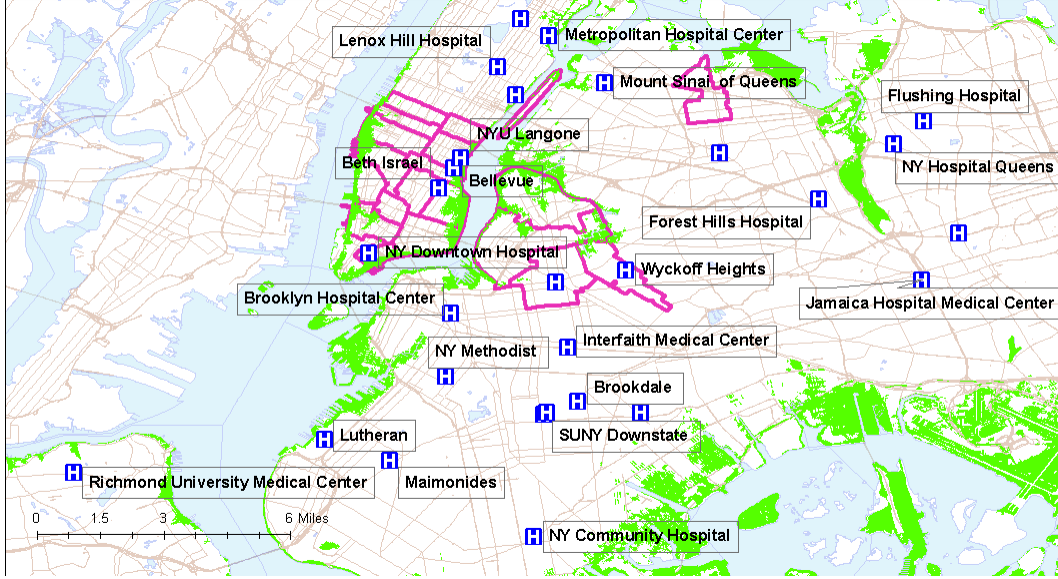 Lenox Hill Hospital
Metropolitan Hospital Center
Mount Sinai of Queens
Flushing Hospital
NYU Langone
Beth Israel
NY Hospital Queens
Bellevue
Forest Hills Hospital
NY Downtown Hospital
Wyckoff Heights
Brooklyn Hospital Center
Jamaica Hospital Medical Center
Interfaith Medical Center
NY Methodist
Brookdale
Lutheran
SUNY Downstate
Richmond University Medical Center
Maimonides
0 1.5 3 6 Miles
NY Community Hospital